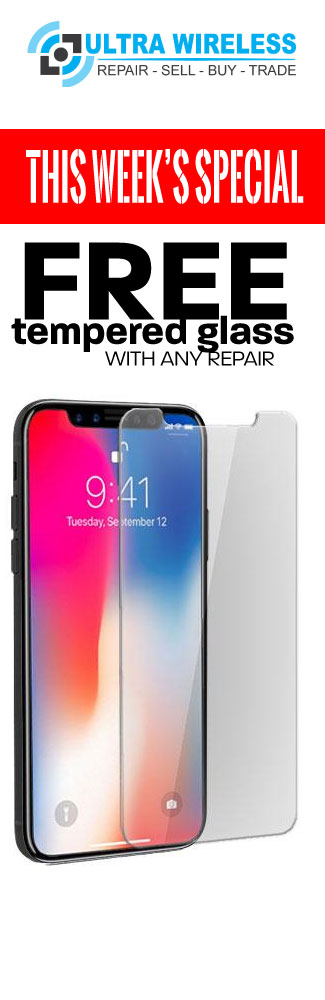 ULTRA WIRELESS
REPAIR - SELL - BUY - TRADE
THIS WEEK'S SPECIAL
FREE
tempered glass
WITH ANY REPAIR
9:41
Tuesday, September 12